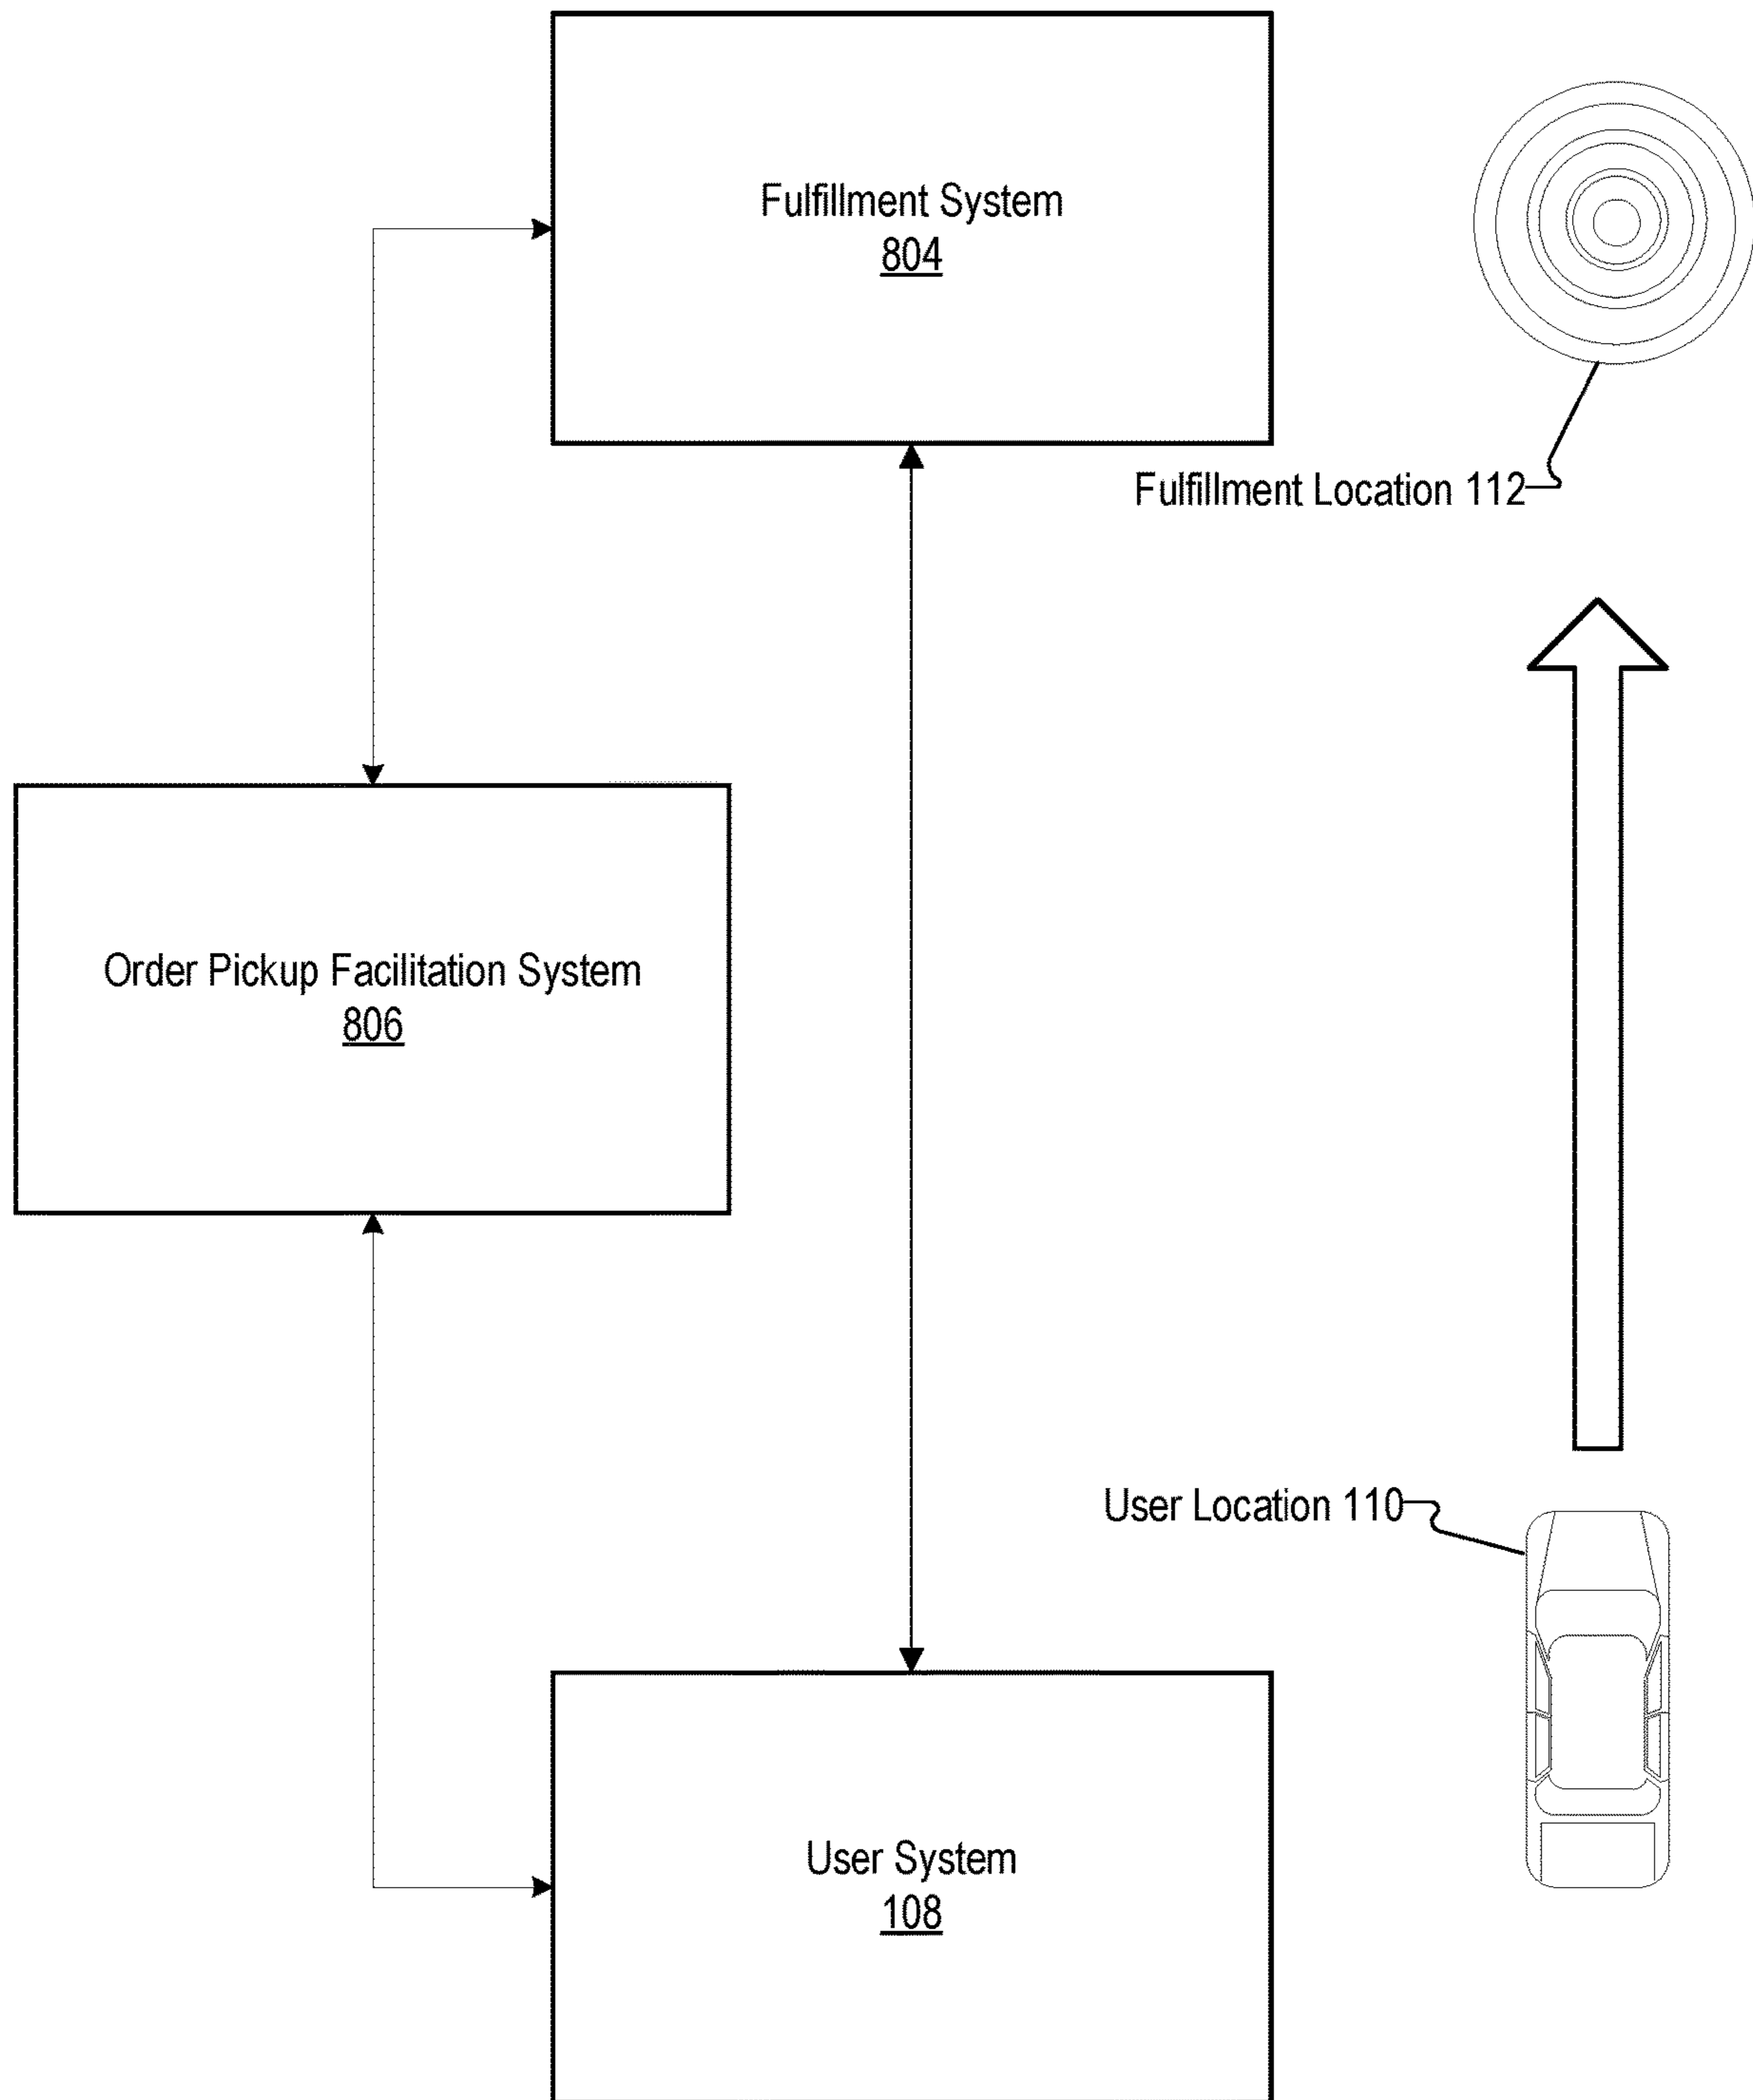 Fulfillment System
804
Fulfillment Location 112
Order Pickup Facilitation System
806
User Location 110
User System
108